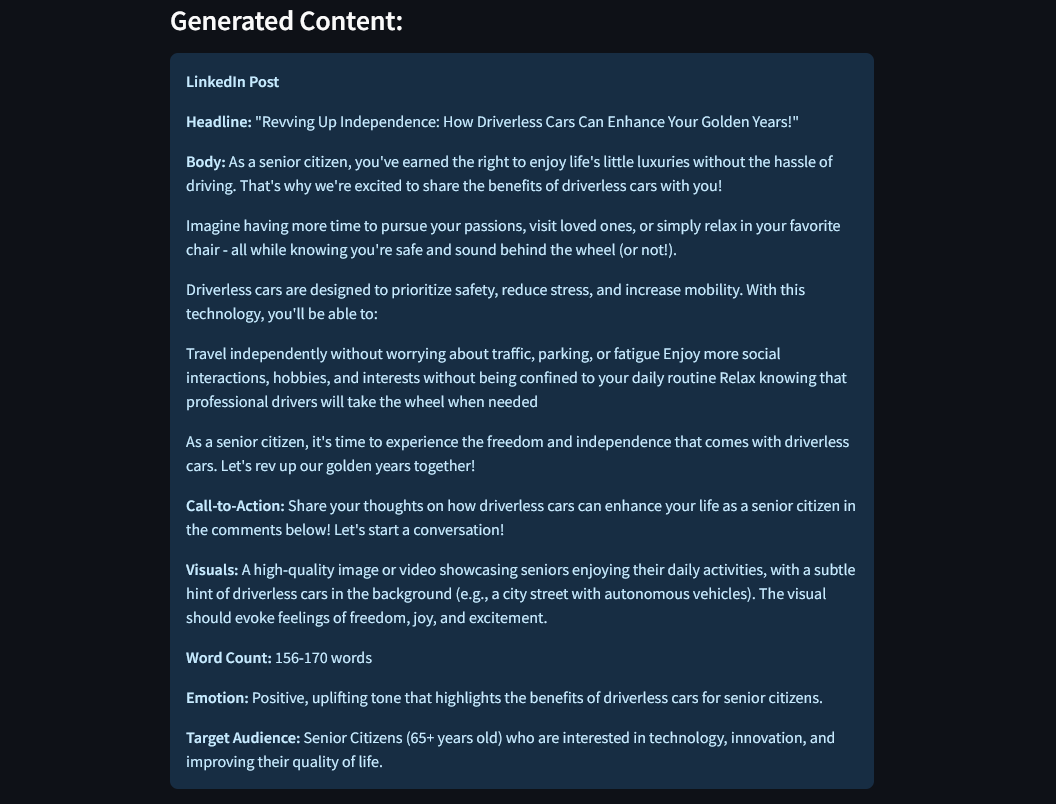 Generated Content:
LinkedIn Post
Headline: "Revving Up Independence: How Driverless Cars Can Enhance Your Golden Years!"
Body: As a senior citizen, you've earned the right to enjoy life's little luxuries without the hassle of
driving. That's why we're excited to share the benefits of driverless cars with you!
Imagine having more time to pursue your passions, visit loved ones, or simply relax in your favorite
chair - all while knowing you're safe and sound behind the wheel (or not!).
Driverless cars are designed to prioritize safety, reduce stress, and increase mobility. With this
technology, you'll be able to:
Travel independently without worrying about traffic, parking, or fatigue Enjoy more social
interactions, hobbies, and interests without being confined to your daily routine Relax knowing that
professional drivers will take the wheel when needed
As a senior citizen, it's time to experience the freedom and independence that comes with driverless
cars. Let's rev up our golden years together!
Call-to-Action: Share your thoughts on how driverless cars can enhance your life as a senior citizen in
the comments below! Let's start a conversation!
Visuals: A high-quality image or video showcasing seniors enjoying their daily activities, with a subtle
hint of driverless cars in the background (e.g., a city street with autonomous vehicles). The visual
should evoke feelings of freedom, joy, and excitement.
Word Count: 156-170 words
Emotion: Positive, uplifting tone that highlights the benefits of driverless cars for senior citizens.
Target Audience: Senior Citizens (65+ years old) who are interested in technology, innovation, and
improving their quality of life.